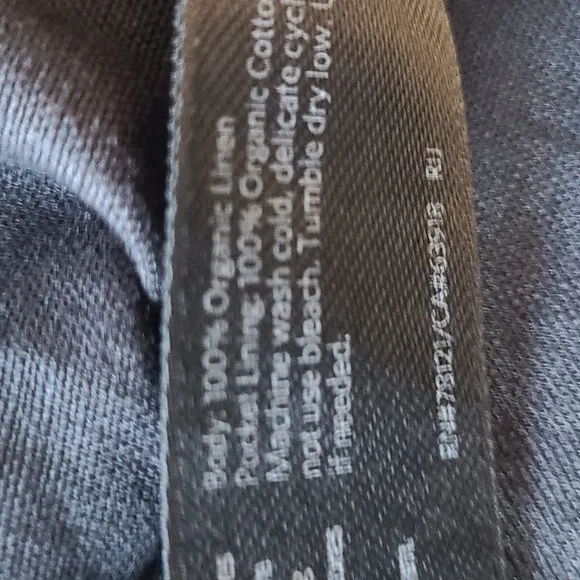 Body: 100% Organic Linen
Pocket Lining: 100% Organic Cotto
Machine wash cold, delicate cycl
not use bleach. Tumble dry low.
if needed.
RN#78121/CA#63918 RU